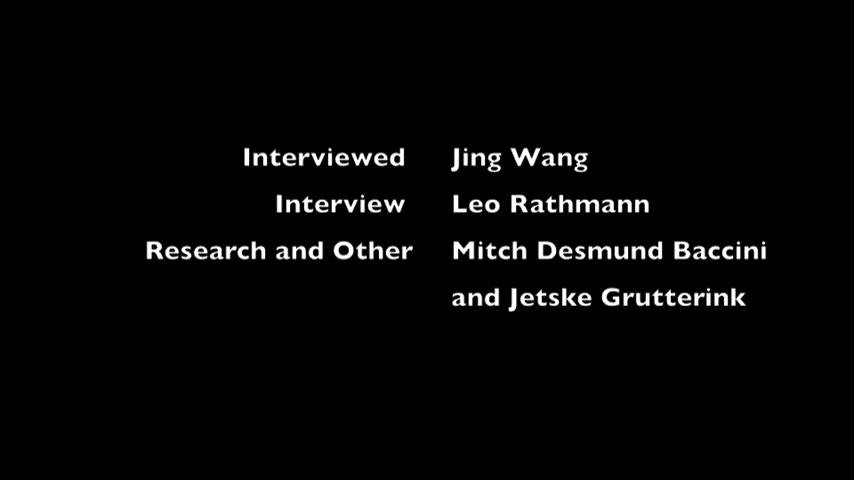 Interviewed Jing Wang
Interview Leo Rathmann
Research and Other Mitch Desmund Baccini
and Jetske Grutterink